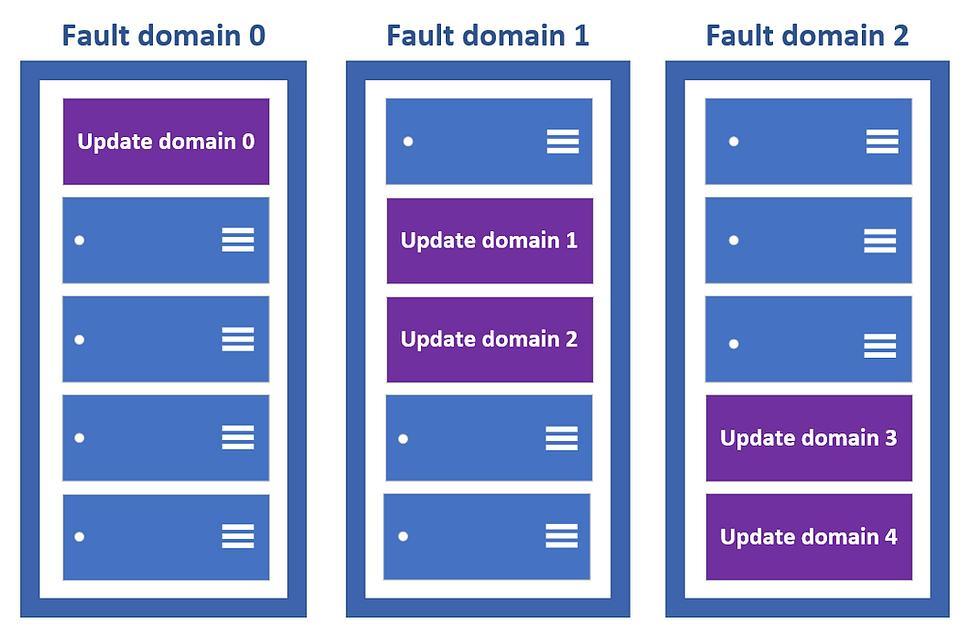 Fault domain 0
Fault domain 1
Fault domain 2
Update domain 0
Update domain 1
Update domain 2
Update domain 3
Update domain 4